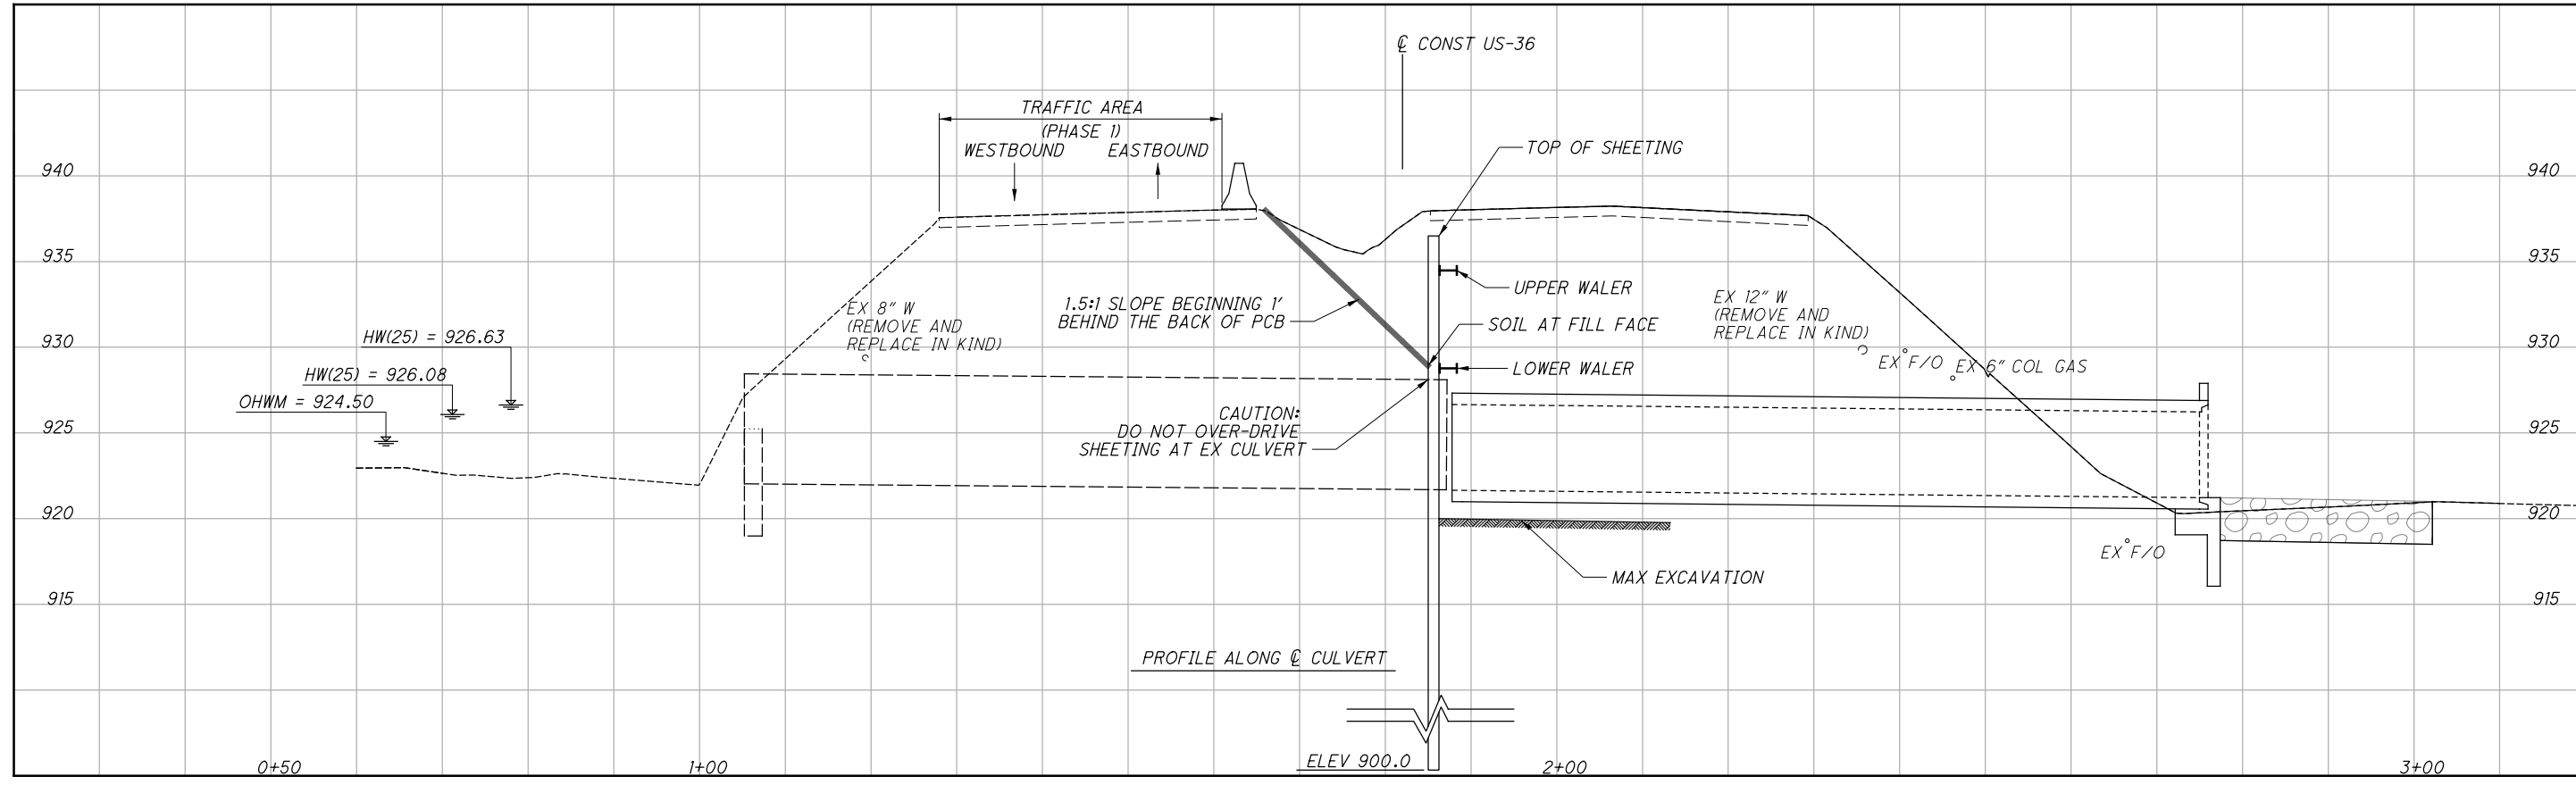 ℄ CONST US-36
TRAFFIC AREA
(PHASE 1)
WESTBOUND
EASTBOUND
TOP OF SHEETING
940
940
935
935
UPPER WALER
1.5:1 SLOPE BEGINNING 1'
BEHIND THE BACK OF PCB
EX 8" W
(REMOVE AND
REPLACE IN KIND)
EX 12" W
(REMOVE AND
REPLACE IN KIND)
SOIL AT FILL FACE
HW(25) = 926.63
930
930
EX F/O
EX 6" COL GAS
LOWER WALER
HW(25) = 926.08
OHWM = 924.50
CAUTION:
DO NOT OVER-DRIVE
SHEETING AT EX CULVERT
925
925
920
920
EX F/O
MAX EXCAVATION
915
915
PROFILE ALONG ℄ CULVERT
ELEV 900.0
0+50
1+00
2+00
3+00